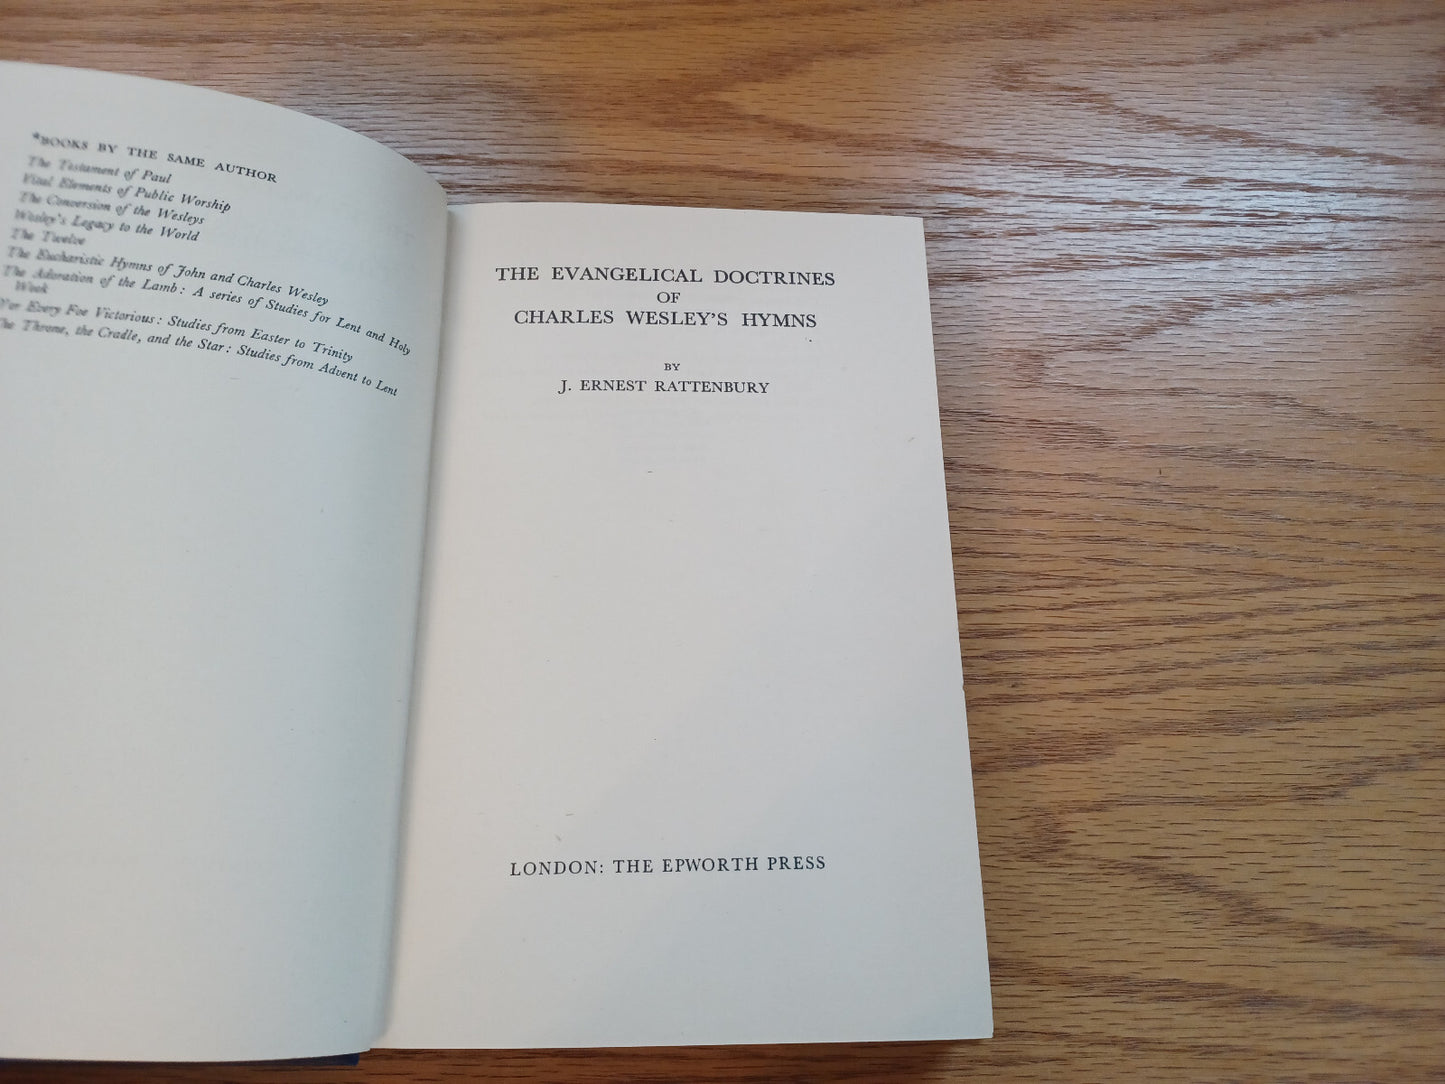 *BOOKS BY THE SAME AUTHOR
The Testament of Paul
Vital Elements of Public Worship
The Conversion of the Wesleys
Wesley's Legacy to the World
The Twelve
The Eucharistic Hymns of John and Charles Wesley
The Adoration of the Lamb: A series of Studies for Lent and Holy
Week
For Every Foe Victorious: Studies from Easter to Trinity
The Throne, the Cradle, and the Star: Studies from Advent to Lent
THE EVANGELICAL DOCTRINES
OF
CHARLES WESLEY'S HYMNS
BY
J. ERNEST RATTENBURY
LONDON: THE EPWORTH PRESS